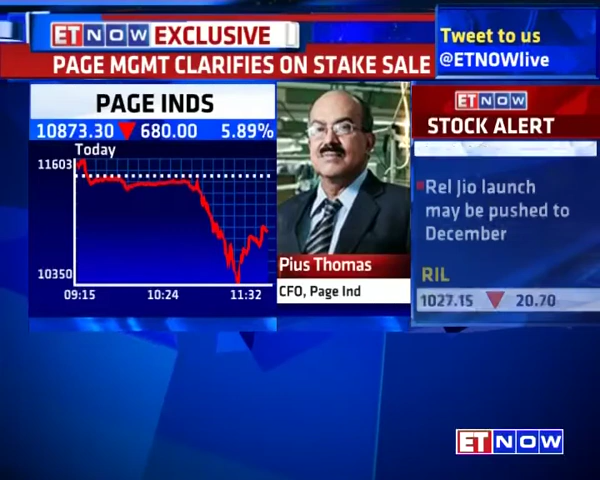 ET NOW EXCLUSIVE
PAGE MGMT CLARIFIES ON STAKE SALE
Tweet to us
@ETNOWlive
PAGE INDS
10873.30 680.00 5.89%
Today
11603
10350
09:15 10:24 11:32
Pius Thomas
CFO, Page Ind
ET NOW
STOCK ALERT
Rel Jio launch
may be pushed to
December
RIL
1027.15 20.70
ET NOW